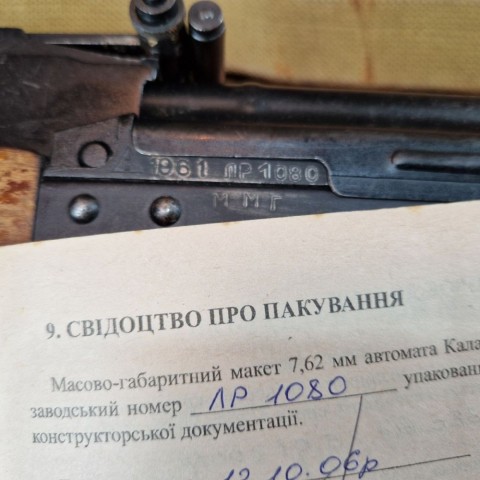 1961 ЛР 1080
ММГ
9. СВІДОЦТВО ПРО ПАКУВАННЯ
Масово-габаритний макет 7,62 мм автомата Кала
заводський номер ЛР 1080 упакован
конструкторської документації.
12.10.06р